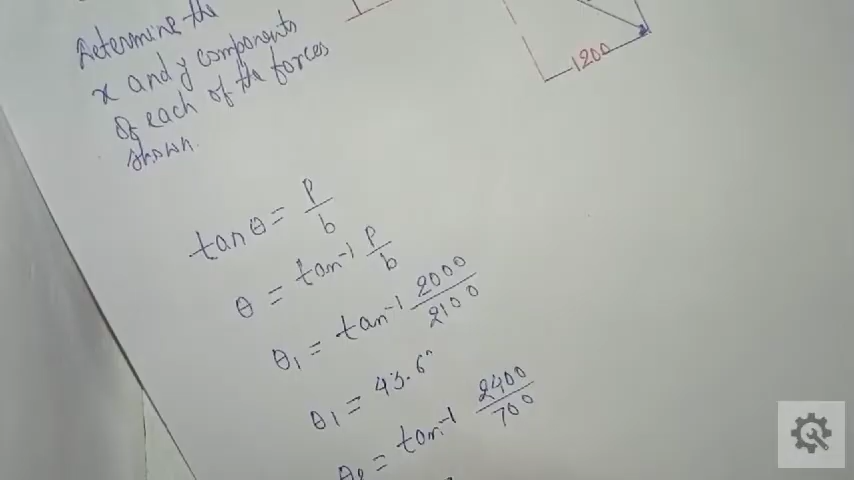 Determine the
x and y components
of each of the forces
shown.
1200
tanθ = P/b
θ = tan⁻¹ P/b
θ₁ = tan⁻¹ 2000/2100
θ₁ = 43.6°
θ₂ = tan⁻¹ 2400/700